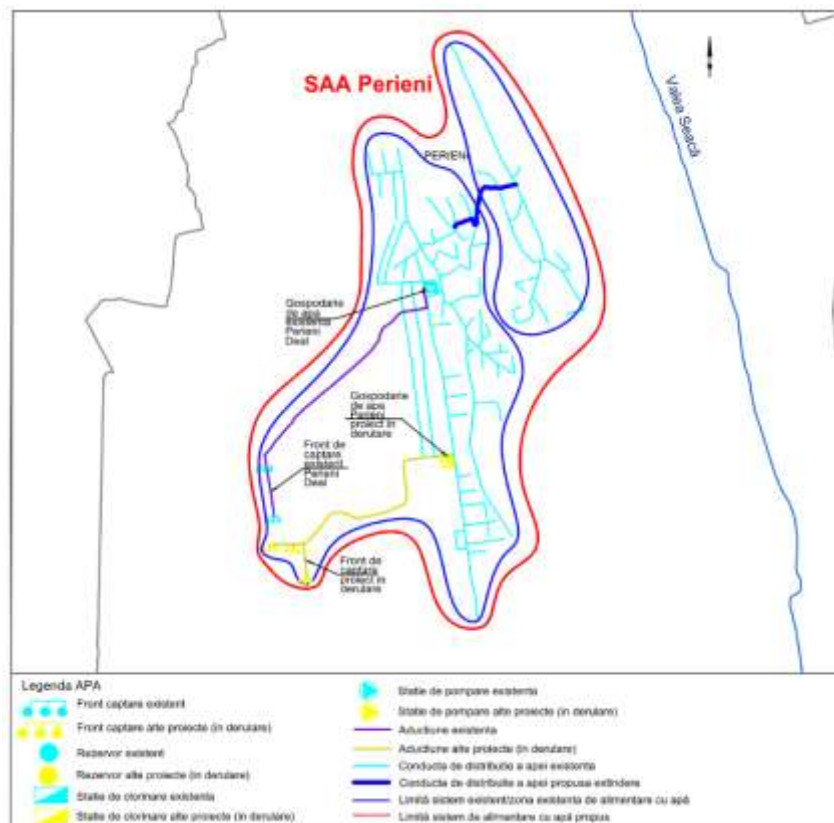 SAA Perieni
PERIENI
Valea Seacă
Gospodarie
de apa
existenta
Perieni
Deal
Gospodarie
de apa
Perieni
proiect in
derulare
Front de
captare
existent
Perieni
Deal
Front de
captare
proiect in
derulare
Legenda APA
Front captare existent
Front captare alte proiecte (in derulare)
Rezervor existent
Rezervor alte proiecte (in derulare)
Statie de clorinare existenta
Statie de clorinare alte proiecte (in derulare)
Statie de pompare existenta
Statie de pompare alte proiecte (in derulare)
Aductiune existenta
Aductiune alte proiecte (in derulare)
Conducta de distributie a apei existenta
Conducta de distributie a apei propusa extindere
Limită sistem existent/zona existenta de alimentare cu apă
Limită sistem de alimentare cu apă propus